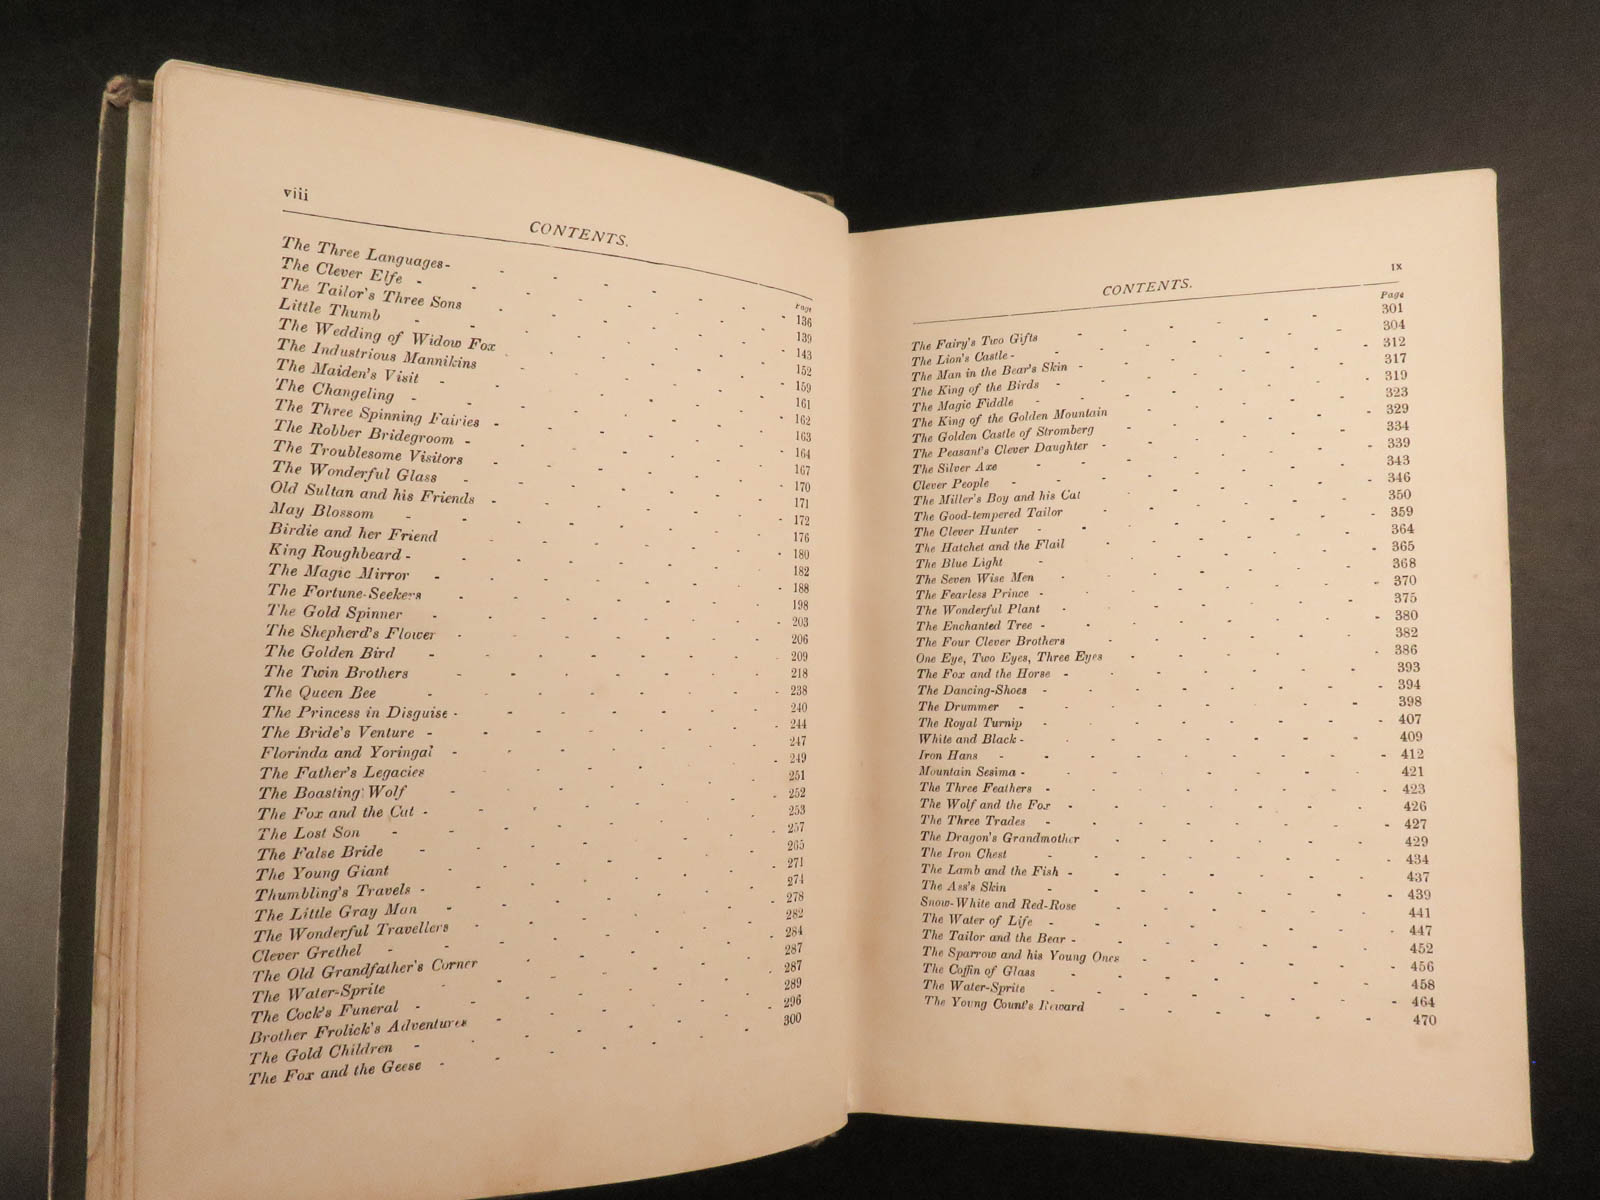 viii
CONTENTS.
Page
The Three Languages - 136
The Clever Elfe - 139
The Tailor's Three Sons - 143
Little Thumb - 152
The Wedding of Widow Fox - 159
The Industrious Mannikins - 161
The Maiden's Visit - 162
The Changeling - 163
The Three Spinning Fairies - 164
The Robber Bridegroom - 167
The Troublesome Visitors - 170
The Wonderful Glass - 171
Old Sultan and his Friends - 172
May Blossom - 176
Birdie and her Friend - 180
King Roughbeard - 182
The Magic Mirror - 188
The Fortune-Seekers - 198
The Gold Spinner - 203
The Shepherd's Flower - 206
The Golden Bird - 209
The Twin Brothers - 218
The Queen Bee - 238
The Princess in Disguise - 240
The Bride's Venture - 244
Florinda and Yoringal - 247
The Father's Legacies - 249
The Boasting Wolf - 251
The Fox and the Cat - 252
The Lost Son - 253
The False Bride - 257
The Young Giant - 265
Thumbling's Travels - 271
The Little Gray Man - 274
The Wonderful Travellers - 278
Clever Grethel - 282
The Old Grandfather's Corner - 284
The Water-Sprite - 287
The Cock's Funeral - 287
Brother Frolick's Adventures - 289
The Gold Children - 296
The Fox and the Geese - 300
ix
CONTENTS.
Page
The Fairy's Two Gifts - 301
The Lion's Castle - 304
The Man in the Bear's Skin - 312
The King of the Birds - 317
The Magic Fiddle - 319
The King of the Golden Mountain - 323
The Golden Castle of Stromberg - 329
The Peasant's Clever Daughter - 334
The Silver Axe - 339
Clever People - 343
The Miller's Boy and his Cat - 346
The Good-tempered Tailor - 350
The Clever Hunter - 359
The Hatchet and the Flail - 364
The Blue Light - 365
The Seven Wise Men - 368
The Fearless Prince - 370
The Wonderful Plant - 375
The Enchanted Tree - 380
The Four Clever Brothers - 382
One Eye, Two Eyes, Three Eyes - 386
The Fox and the Horse - 393
The Dancing-Shoes - 394
The Drummer - 398
The Royal Turnip - 407
White and Black - 409
Iron Hans - 412
Mountain Sesima - 421
The Three Feathers - 423
The Wolf and the Fox - 426
The Three Trades - 427
The Dragon's Grandmother - 429
The Iron Chest - 434
The Lamb and the Fish - 437
The Ass's Skin - 439
Snow-White and Red-Rose - 441
The Water of Life - 447
The Tailor and the Bear - 452
The Sparrow and his Young Ones - 456
The Coffin of Glass - 458
The Water-Sprite - 464
The Young Count's Reward - 470